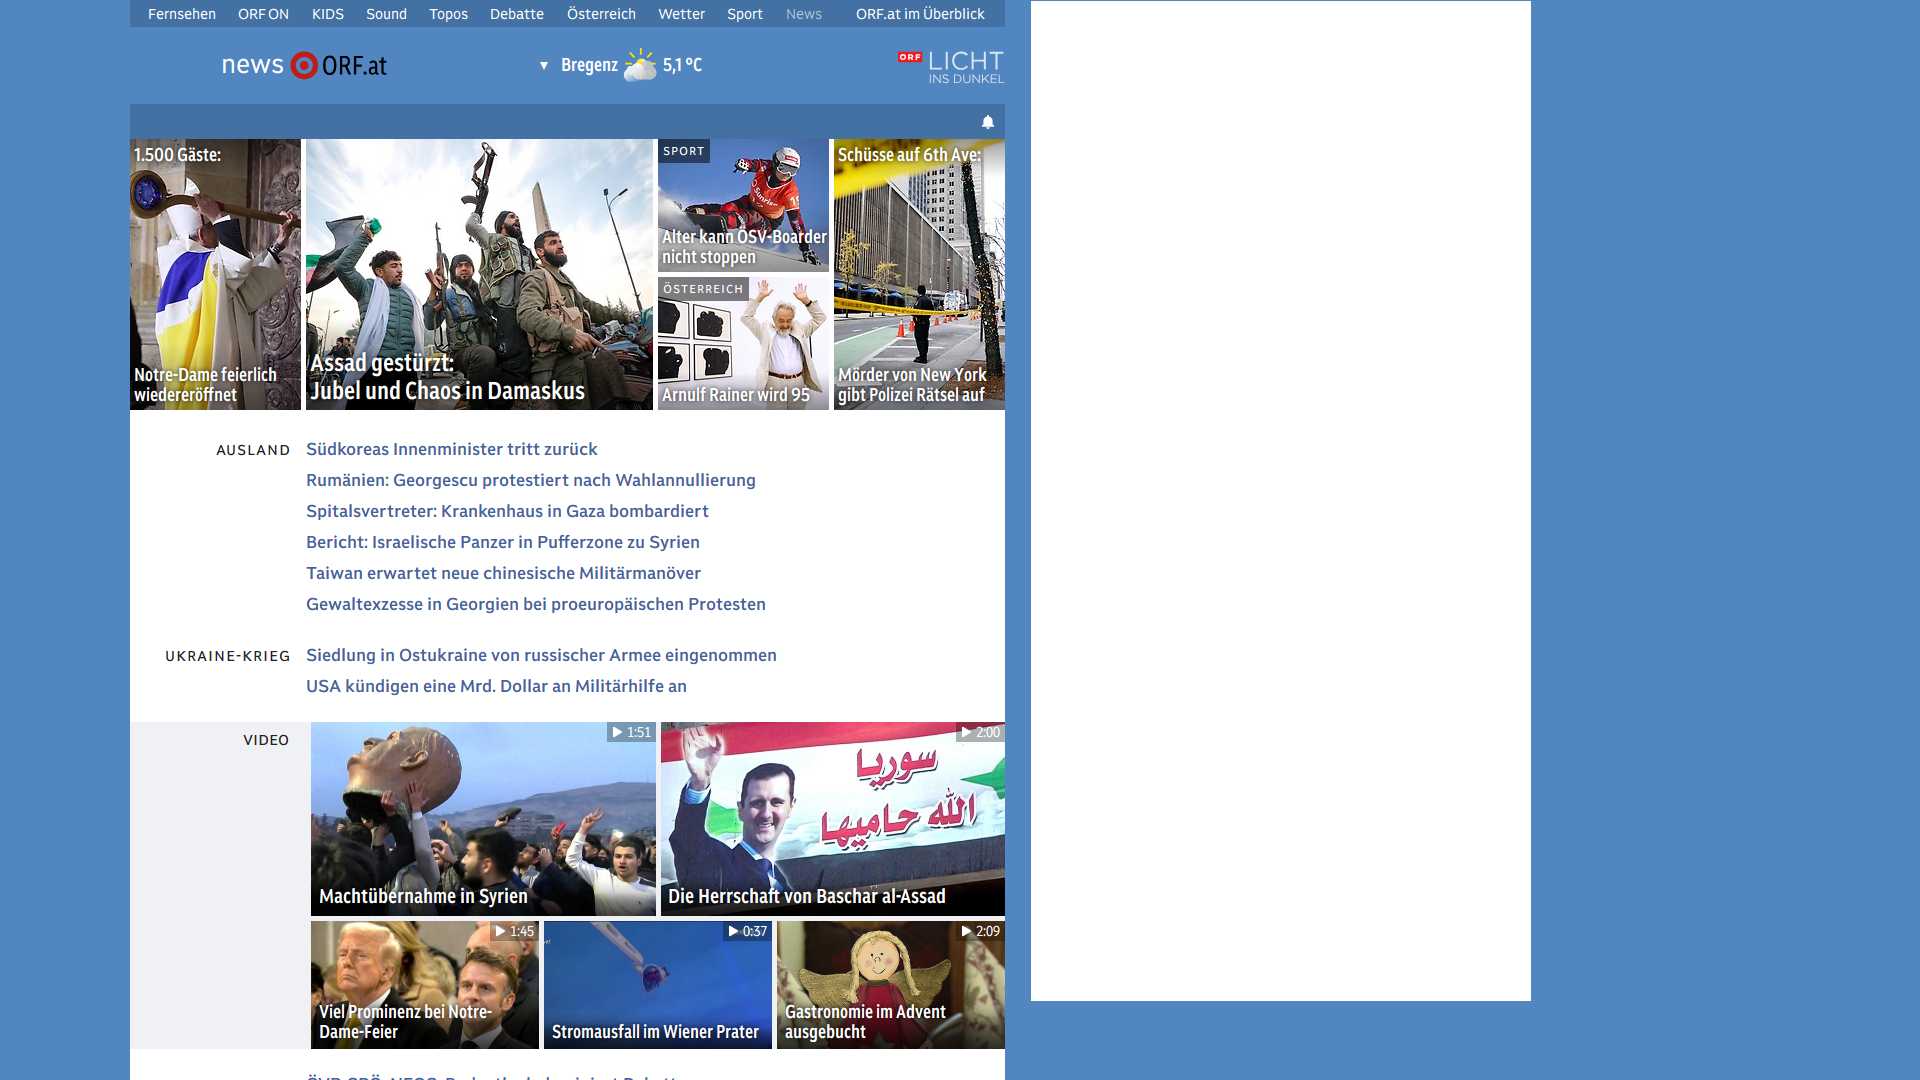 Fernsehen ORF ON KIDS Sound Topos Debatte Österreich Wetter Sport News ORF.at im Überblick
news ORF.at
Bregenz 5,1 °C
ORF LICHT
INS DUNKEL
1.500 Gäste:
Notre-Dame feierlich
wiedereröffnet
Assad gestürzt:
Jubel und Chaos in Damaskus
SPORT
Alter kann ÖSV-Boarder
nicht stoppen
ÖSTERREICH
Arnulf Rainer wird 95
Schüsse auf 6th Ave:
Mörder von New York
gibt Polizei Rätsel auf
AUSLAND
Südkoreas Innenminister tritt zurück
Rumänien: Georgescu protestiert nach Wahlannullierung
Spitalsvertreter: Krankenhaus in Gaza bombardiert
Bericht: Israelische Panzer in Pufferzone zu Syrien
Taiwan erwartet neue chinesische Militärmanöver
Gewaltexzesse in Georgien bei proeuropäischen Protesten
UKRAINE-KRIEG
Siedlung in Ostukraine von russischer Armee eingenommen
USA kündigen eine Mrd. Dollar an Militärhilfe an
VIDEO
1:51
Machtübernahme in Syrien
2:00
سوريا
الله حاميها
Die Herrschaft von Baschar al-Assad
1:45
Viel Prominenz bei Notre-
Dame-Feier
0:37
Stromausfall im Wiener Prater
2:09
Gastronomie im Advent
ausgebucht